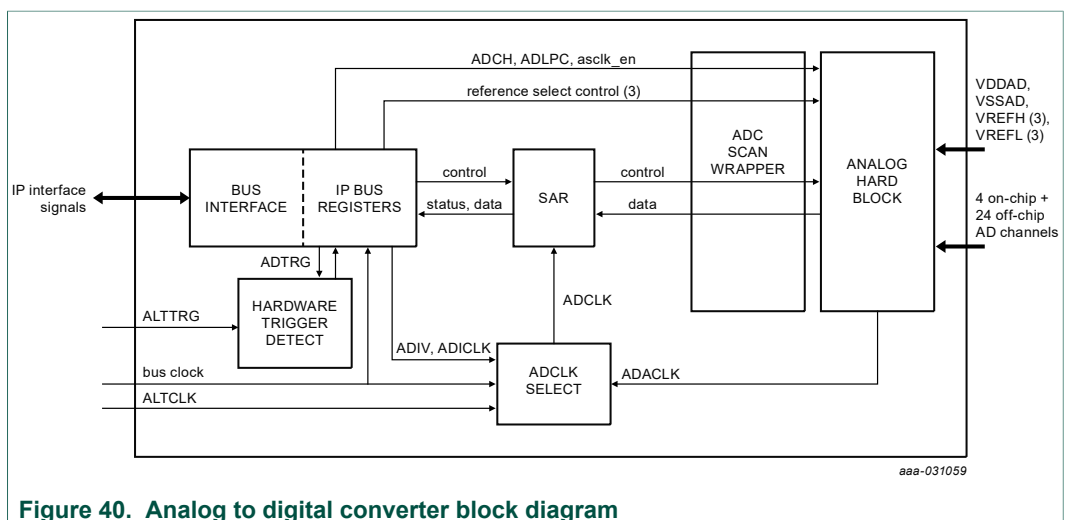 ADCH, ADLPC, asclk_en
reference select control (3)
VDDAD,
VSSAD,
VREFH (3),
VREFL (3)
ADC
SCAN
WRAPPER
ANALOG
HARD
BLOCK
IP interface
signals
BUS
INTERFACE
IP BUS
REGISTERS
control
status, data
SAR
control
data
4 on-chip +
24 off-chip
AD channels
ADTRG
HARDWARE
TRIGGER
DETECT
ALTTRG
ADCLK
ADIV, ADICLK
bus clock
ALTCLK
ADCLK
SELECT
ADACLK
aaa-031059
Figure 40. Analog to digital converter block diagram